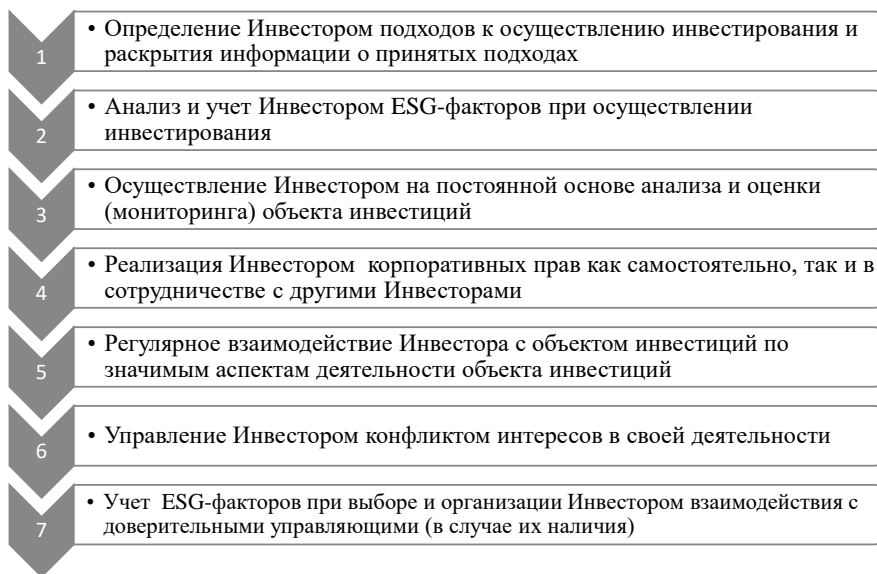 1
• Определение Инвестором подходов к осуществлению инвестирования и
раскрытия информации о принятых подходах
2
• Анализ и учет Инвестором ESG-факторов при осуществлении
инвестирования
3
• Осуществление Инвестором на постоянной основе анализа и оценки
(мониторинга) объекта инвестиций
4
• Реализация Инвестором  корпоративных прав как самостоятельно, так и в
сотрудничестве с другими Инвесторами
5
• Регулярное взаимодействие Инвестора с объектом инвестиций по
значимым аспектам деятельности объекта инвестиций
6
• Управление Инвестором конфликтом интересов в своей деятельности
7
• Учет  ESG-факторов при выборе и организации Инвестором взаимодействия с
доверительными управляющими (в случае их наличия)